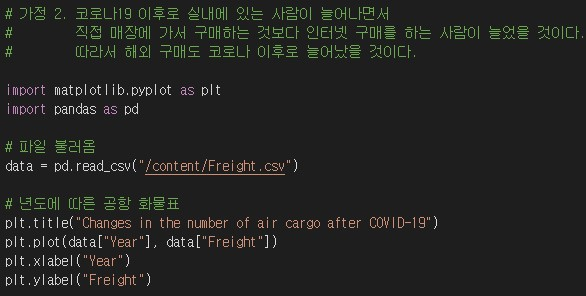 # 가정 2. 코로나19 이후로 실내에 있는 사람이 늘어나면서
#         직접 매장에 가서 구매하는 것보다 인터넷 구매를 하는 사람이 늘었을 것이다.
#         따라서 해외 구매도 코로나 이후로 늘어났을 것이다.
import matplotlib.pyplot as plt
import pandas as pd
# 파일 불러옴
data = pd.read_csv("/content/Freight.csv")
# 년도에 따른 공항 화물표
plt.title("Changes in the number of air cargo after COVID-19")
plt.plot(data["Year"], data["Freight"])
plt.xlabel("Year")
plt.ylabel("Freight")